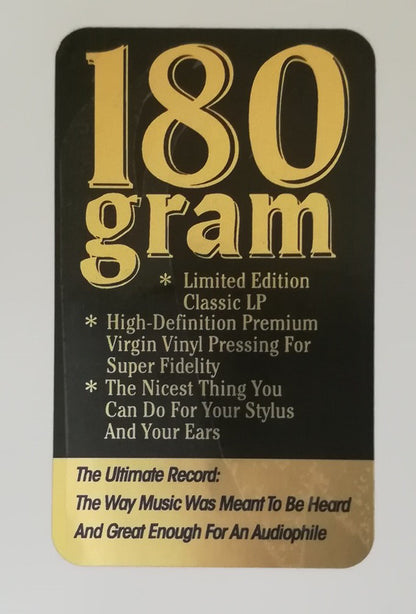 180
gram
* Limited Edition
Classic LP
* High-Definition Premium
Virgin Vinyl Pressing For
Super Fidelity
* The Nicest Thing You
Can Do For Your Stylus
And Your Ears
The Ultimate Record:
The Way Music Was Meant To Be Heard
And Great Enough For An Audiophile